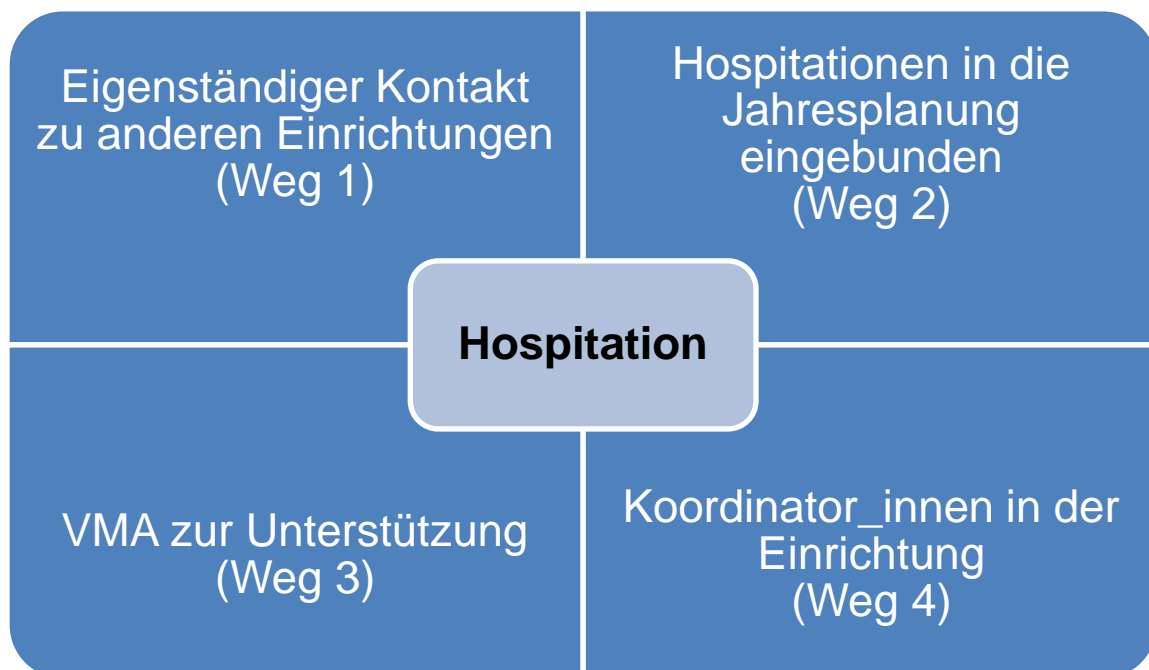 Eigenständiger Kontakt
zu anderen Einrichtungen
(Weg 1)
Hospitationen in die
Jahresplanung
eingebunden
(Weg 2)
Hospitation
VMA zur Unterstützung
(Weg 3)
Koordinator_innen in der
Einrichtung
(Weg 4)